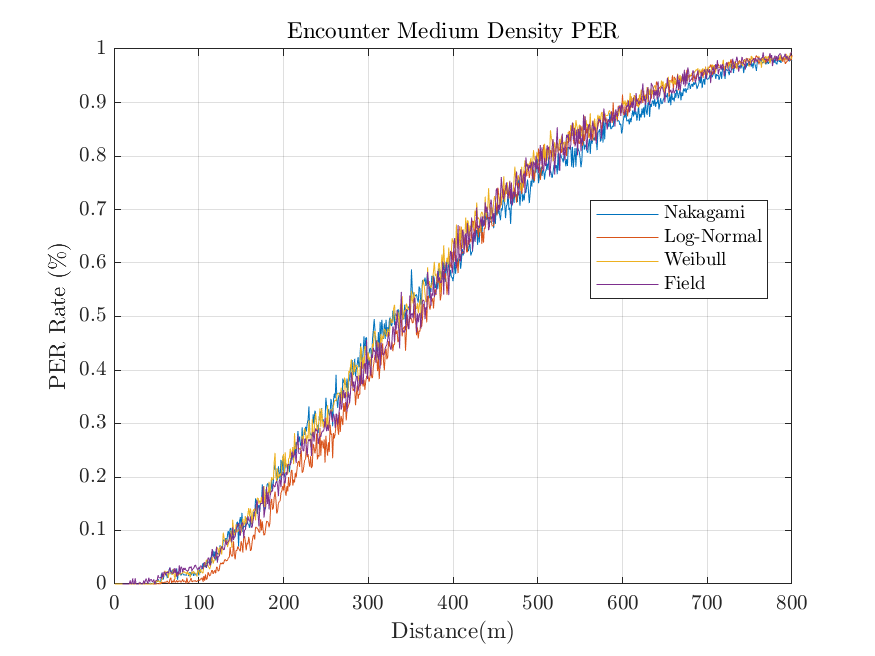 Encounter Medium Density PER
1
0.9
0.8
0.7
0.6
0.5
0.4
0.3
0.2
0.1
0
PER Rate (%)
Nakagami
Log-Normal
Weibull
Field
0 100 200 300 400 500 600 700 800
Distance(m)